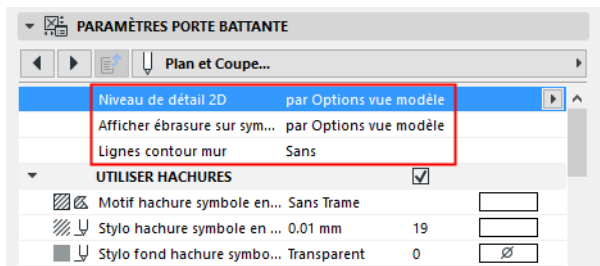 PARAMÈTRES PORTE BATTANTE
Plan et Coupe...
Niveau de détail 2D par Options vue modèle
Afficher ébrasure sur sym... par Options vue modèle
Lignes contour mur Sans
UTILISER HACHURES
Motif hachure symbole en... Sans Trame
Stylo hachure symbole en ... 0.01 mm 19
Stylo fond hachure symbo... Transparent 0